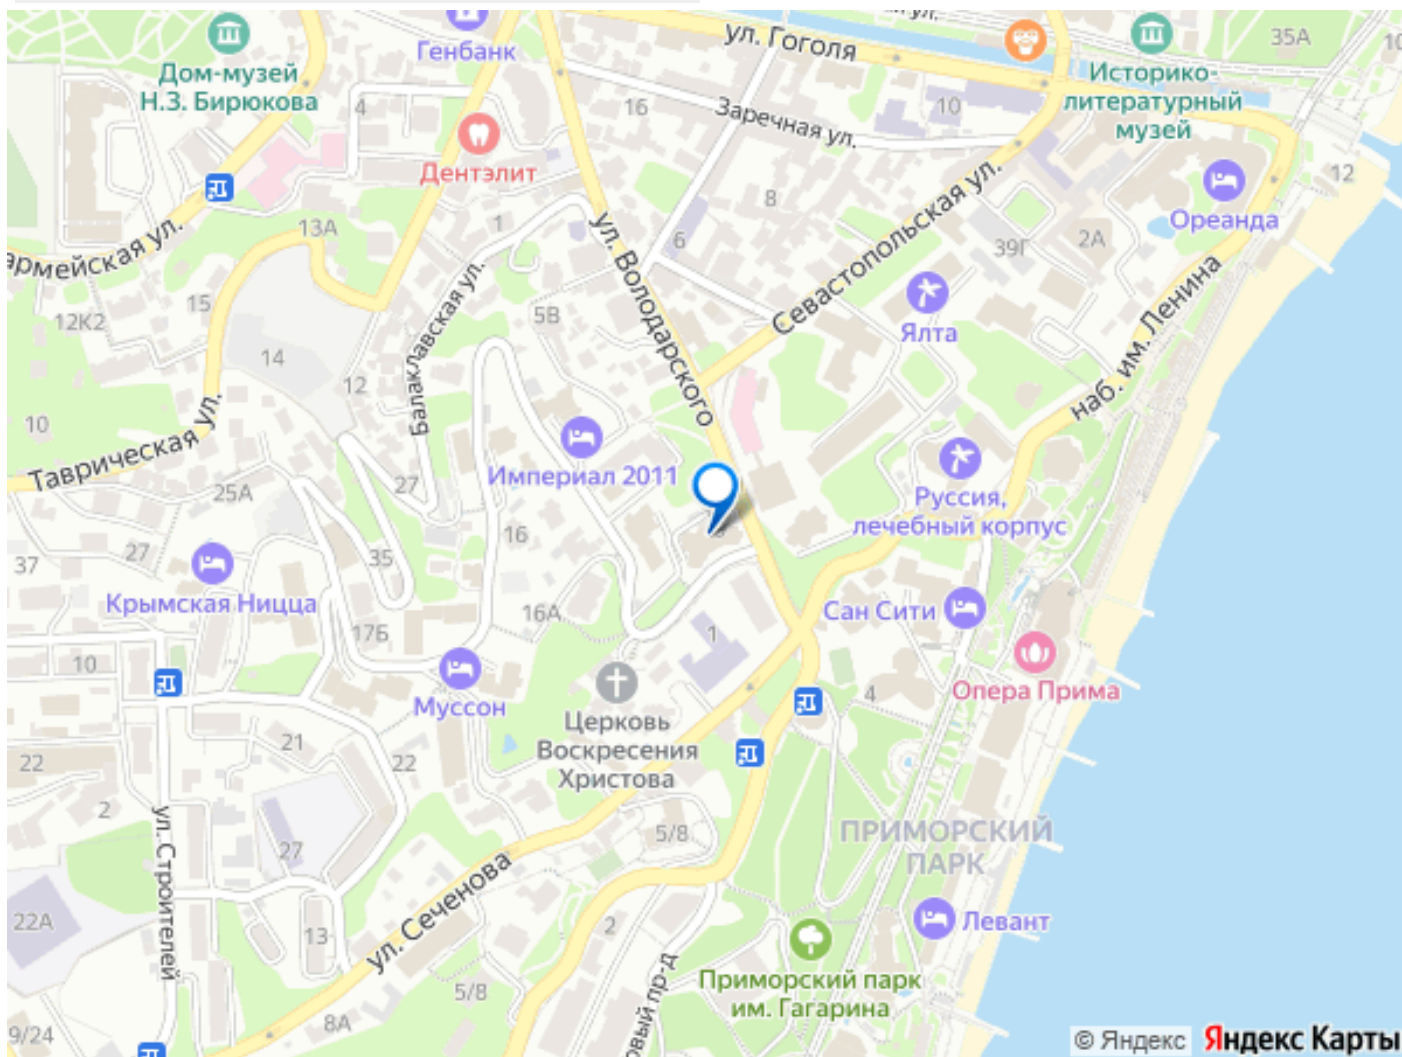 Генбанк
ул. Гоголя
ул.
35А
10
Дом-музей
Н.З. Бирюкова
4
16
Заречная ул.
10
Историко-
литературный
музей
Дентэлит
12
8
Ореанда
13А
1
6
39Г
2А
армейская ул.
ул. Володарского
Севастопольская ул.
15
12К2
5В
Балаклавская ул.
Ялта
наб. им. Ленина
14
12
10
Таврическая ул.
25А
27
Империал 2011
Руссия,
лечебный корпус
16
37
27
35
Крымская Ницца
16А
Сан Сити
17Б
1
10
Муссон
4
Опера Прима
Церковь
Воскресения
Христова
21
22
22
2
ул. Строителей
27
5/8
ПРИМОРСКИЙ
ПАРК
ул. Сеченова
22А
13
2
Левант
Приморский парк
им. Гагарина
5/8
овый пр-д
9/24
8А
© Яндекс
Яндекс Карты